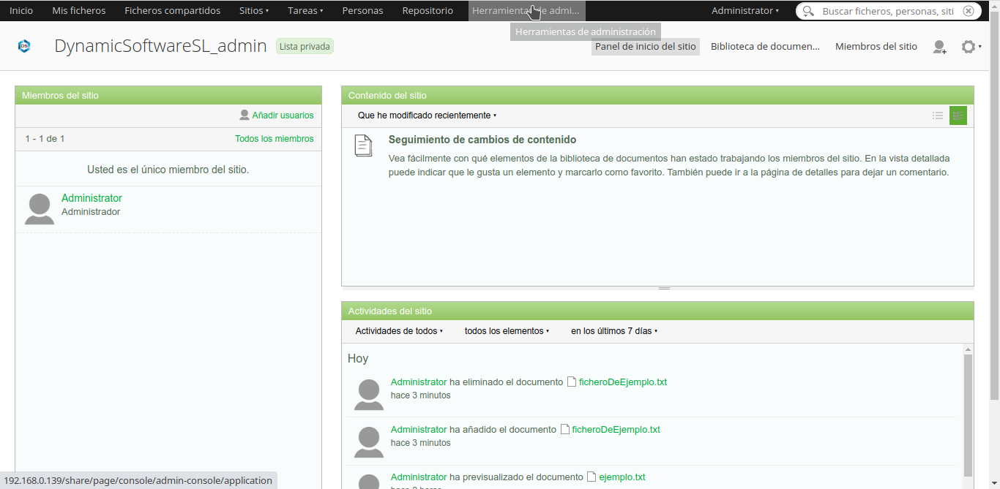 Inicio Mis ficheros Ficheros compartidos Sitios Tareas Personas Repositorio Herramientas de admi... Administrator Buscar ficheros, personas, siti
Herramientas de administración
DynamicSoftwareSL_admin Lista privada Panel de inicio del sitio Biblioteca de documen... Miembros del sitio
DS
Miembros del sitio
Añadir usuarios
1 - 1 de 1 Todos los miembros
Usted es el único miembro del sitio.
Administrator
Administrador
Contenido del sitio
Que he modificado recientemente
Seguimiento de cambios de contenido
Vea fácilmente con qué elementos de la biblioteca de documentos han estado trabajando los miembros del sitio. En la vista detallada
puede indicar que le gusta un elemento y marcarlo como favorito. También puede ir a la página de detalles para dejar un comentario.
Actividades del sitio
Actividades de todos todos los elementos en los últimos 7 días
Hoy
Administrator ha eliminado el documento ficheroDeEjemplo.txt
hace 3 minutos
Administrator ha añadido el documento ficheroDeEjemplo.txt
hace 3 minutos
Administrator ha previsualizado el documento ejemplo.txt
192.168.0.139/share/page/console/admin-console/application